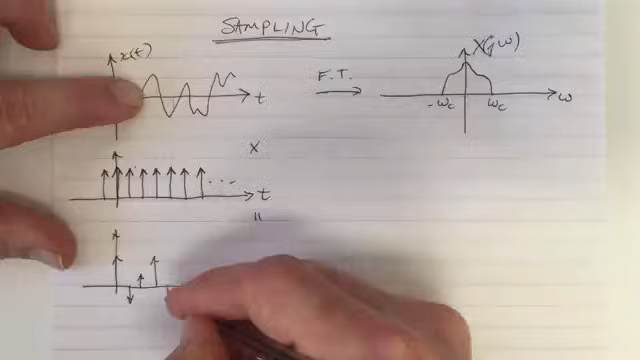 SAMPLING
x(t)
t
F.T.
X(jω)
-ωc
ωc
ω
x
...
t
=